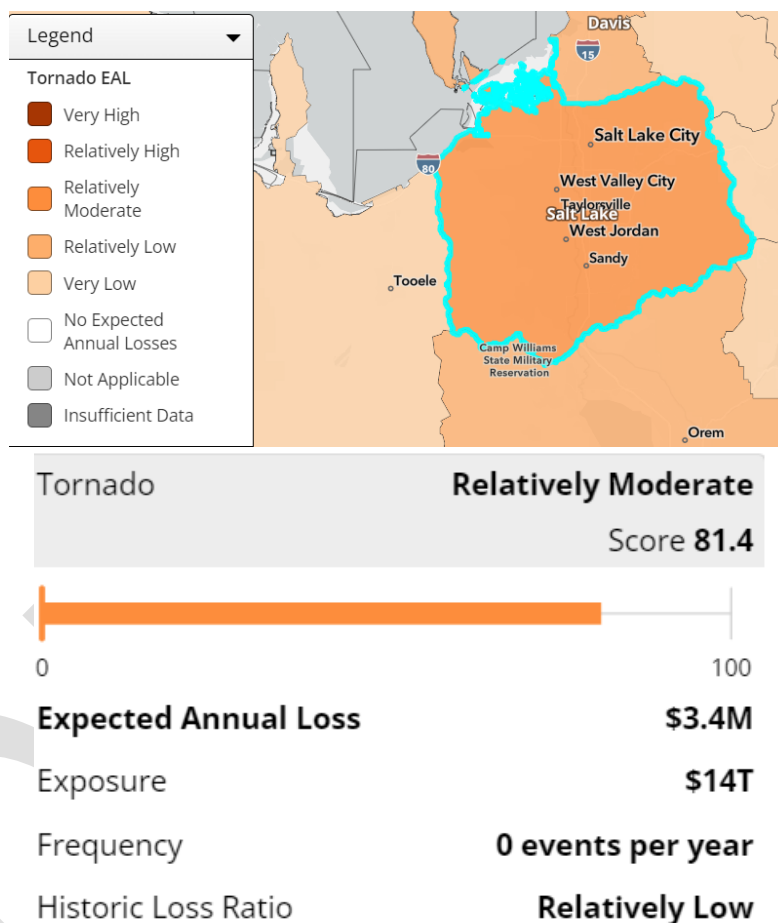 Legend
Tornado EAL
Very High
Relatively High
Relatively
Moderate
Relatively Low
Very Low
No Expected
Annual Losses
Not Applicable
Insufficient Data
Davis
15
80
Salt Lake City
West Valley City
Taylorsville
Salt Lake
West Jordan
Sandy
Tooele
Camp Williams
State Military
Reservation
Orem
Tornado Relatively Moderate
Score 81.4
0 100
Expected Annual Loss $3.4M
Exposure $14T
Frequency 0 events per year
Historic Loss Ratio Relatively Low